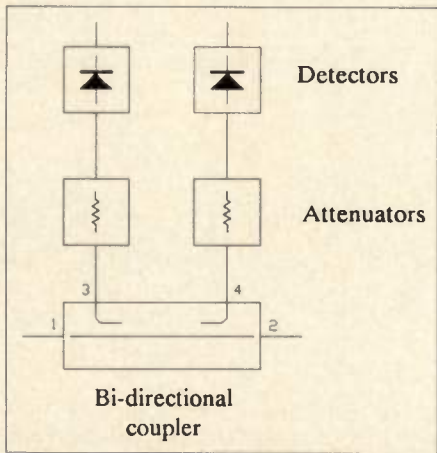 Detectors
Attenuators
3
4
1
2
Bi-directional
coupler